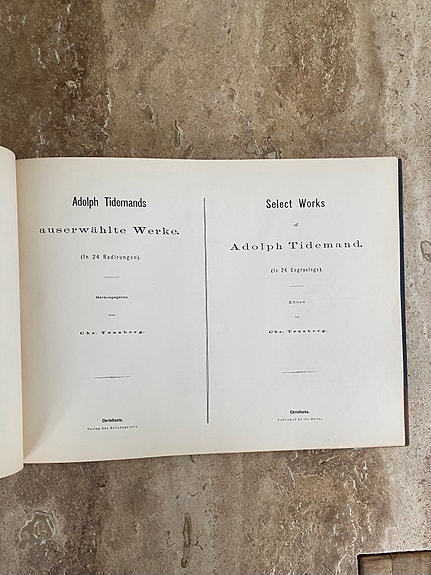 Adolph Tidemands
auserwählte Werke.
(In 24 Radirungen).
Herausgegeben
von
Chr. Tønsberg.
Christiania.
Verlag des Herausgebers.
Select Works
of
Adolph Tidemand.
(In 24 Engravings).
Edited
by
Chr. Tønsberg.
Christiania.
Published by the